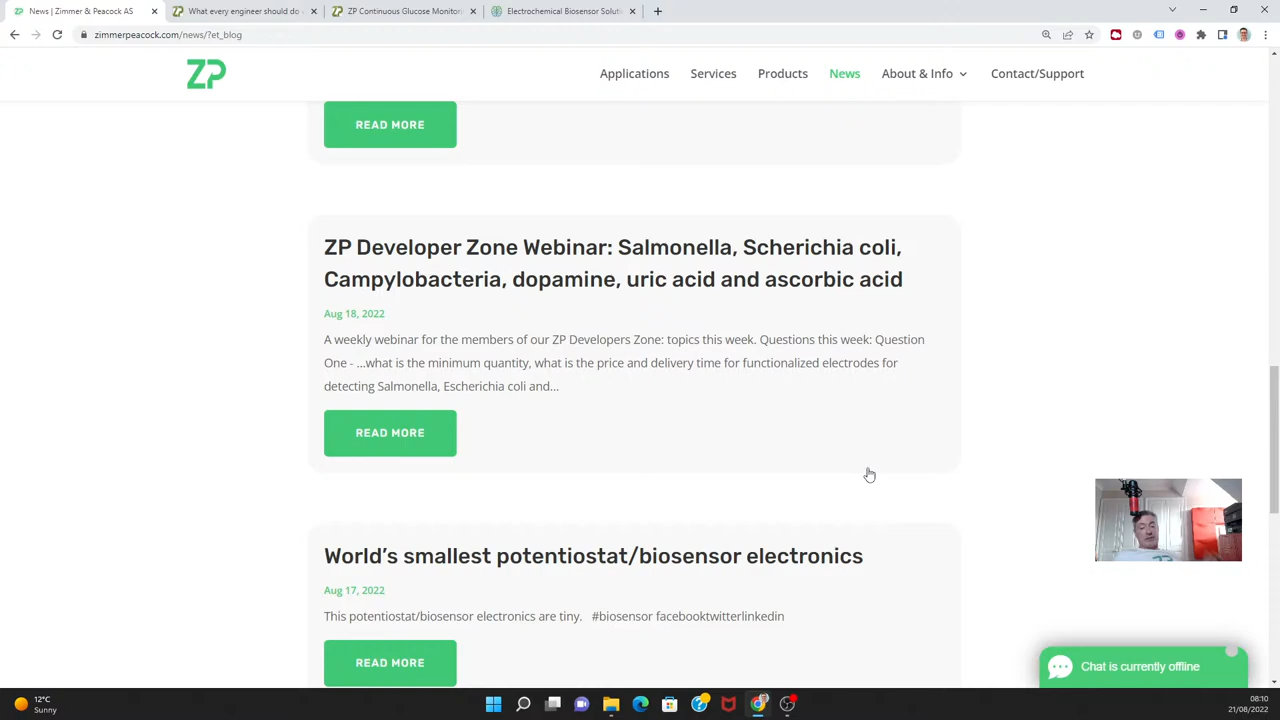 News | Zimmer & Peacock AS
What every engineer should do
ZP Continuous Glucose Monitor
Electrochemical Biosensor Soluti
zimmerpeacock.com/news/?et_blog
ZP
Applications
Services
Products
News
About & Info
Contact/Support
READ MORE
ZP Developer Zone Webinar: Salmonella, Scherichia coli,
Campylobacteria, dopamine, uric acid and ascorbic acid
Aug 18, 2022
A weekly webinar for the members of our ZP Developers Zone: topics this week. Questions this week: Question
One - ...what is the minimum quantity, what is the price and delivery time for functionalized electrodes for
detecting Salmonella, Escherichia coli and...
READ MORE
World's smallest potentiostat/biosensor electronics
Aug 17, 2022
This potentiostat/biosensor electronics are tiny. #biosensor facebooktwitterlinkedin
READ MORE
Chat is currently offline
12°C
Sunny
08:10
21/08/2022